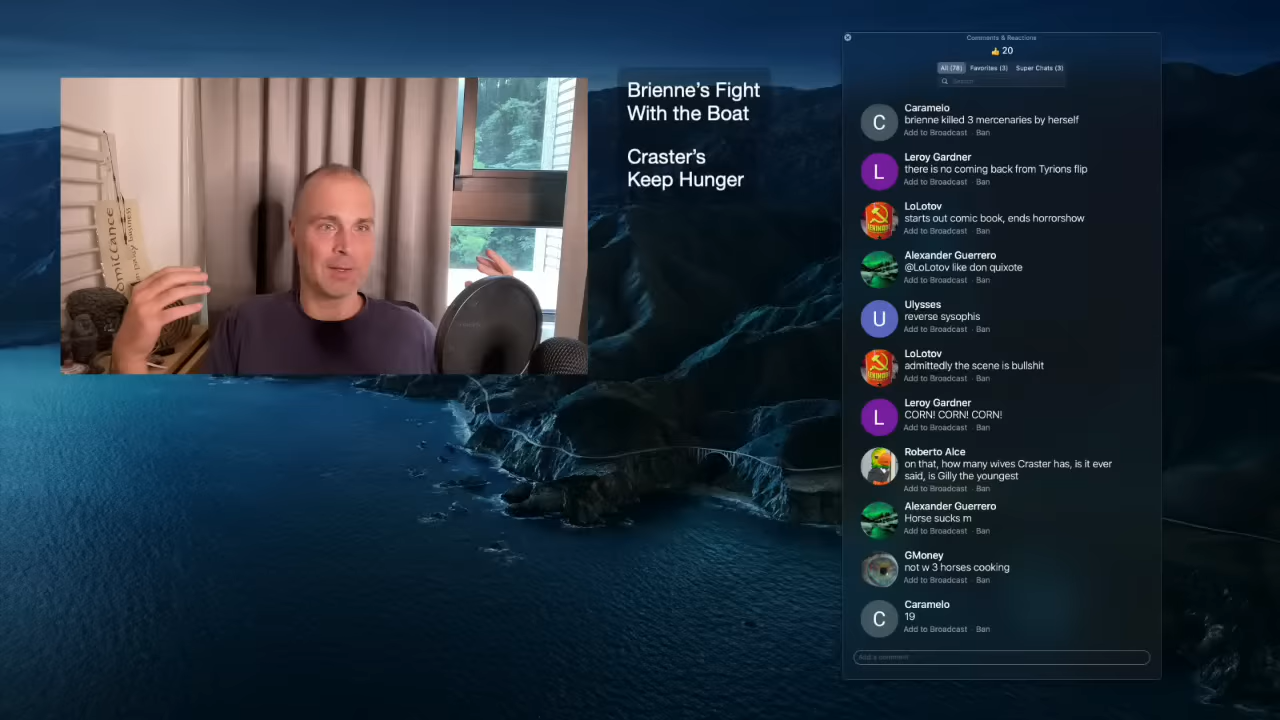 Brienne's Fight
With the Boat
Craster's
Keep Hunger
Comments & Reactions
👍 20
All (78) Favorites (3) Super Chats (3)
Search
C
Caramelo
brienne killed 3 mercenaries by herself
Add to Broadcast · Ban
L
Leroy Gardner
there is no coming back from Tyrions flip
Add to Broadcast · Ban
LoLotov
starts out comic book, ends horrorshow
Add to Broadcast · Ban
Alexander Guerrero
@LoLotov like don quixote
Add to Broadcast · Ban
U
Ulysses
reverse sysophis
Add to Broadcast · Ban
LoLotov
admittedly the scene is bullshit
Add to Broadcast · Ban
L
Leroy Gardner
CORN! CORN! CORN!
Add to Broadcast · Ban
Roberto Alce
on that, how many wives Craster has, is it ever
said, is Gilly the youngest
Add to Broadcast · Ban
Alexander Guerrero
Horse sucks m
Add to Broadcast · Ban
GMoney
not w 3 horses cooking
Add to Broadcast · Ban
C
Caramelo
19
Add to Broadcast · Ban
Add a comment